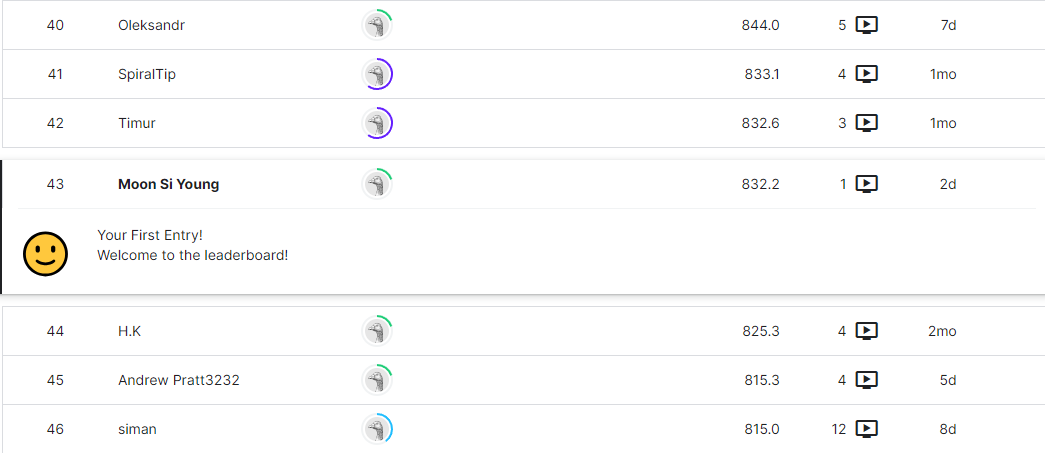 40 Oleksandr 844.0 5 7d
41 SpiralTip 833.1 4 1mo
42 Timur 832.6 3 1mo
43 Moon Si Young 832.2 1 2d
Your First Entry!
Welcome to the leaderboard!
44 H.K 825.3 4 2mo
45 Andrew Pratt3232 815.3 4 5d
46 siman 815.0 12 8d